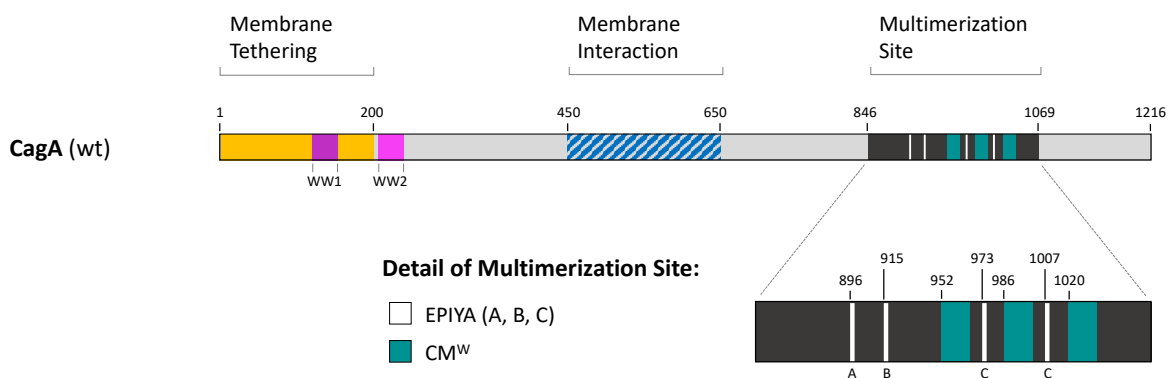 Membrane
Tethering
Membrane
Interaction
Multimerization
Site
1
200
450
650
846
1069
1216
CagA (wt)
WW1
WW2
Detail of Multimerization Site:
EPIYA (A, B, C)
CMW
915
973
1007
896
952
986
1020
A
B
C
C